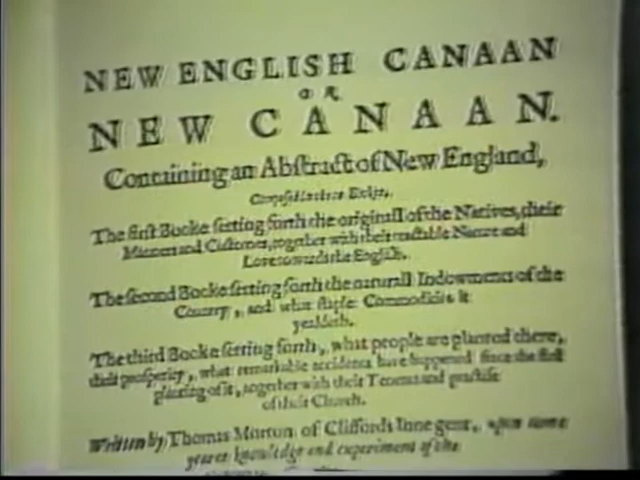 NEW ENGLISH CANAAN
OR
NEW CANAAN.
Containing an Abstract of New England,
Composed in three Bookes.
The first Booke setting forth the originall of the Natives, their
Manners and Customes, together with their tractable Nature and
Love towards the English.
The second Booke setting forth the naturall Indowments of the
Country, and what staple Commodities it
yealdeth.
The third Booke setting forth, what people are planted there,
their prosperity, what remarkable accidents have happened since the first
planting of it, together with their Tenents and practise
of their Church.
Written by Thomas Morton of Cliffords Inne gent, upon tenne
yeares knowledge and experiment of the